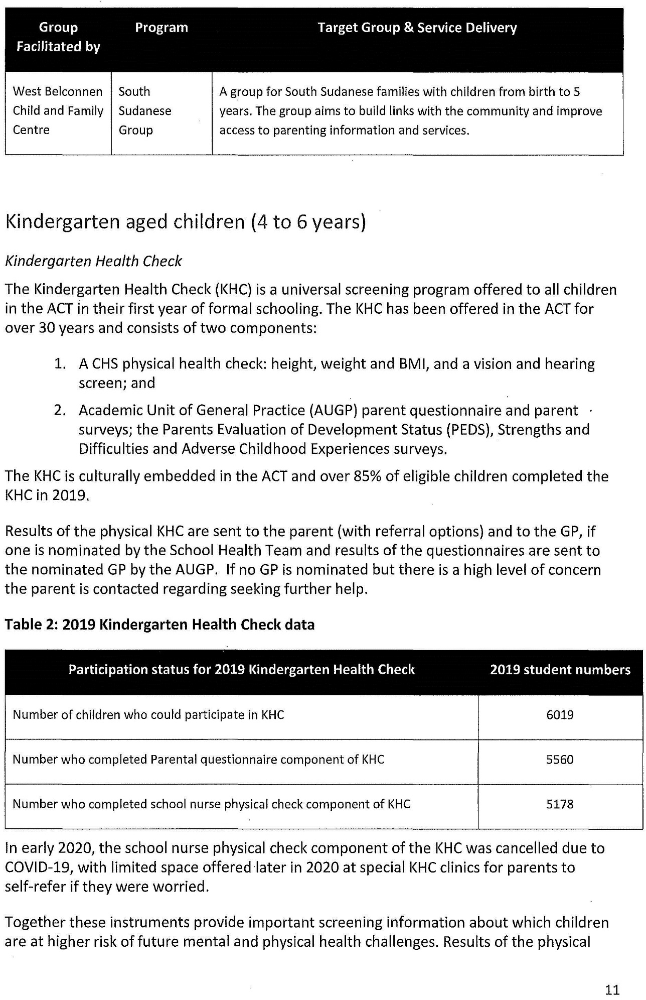 Group Facilitated by
Program
Target Group & Service Delivery
West Belconnen
Child and Family
Centre
South
Sudanese
Group
A group for South Sudanese families with children from birth to 5
years. The group aims to build links with the community and improve
access to parenting information and services.
Kindergarten aged children (4 to 6 years)
Kindergarten Health Check
The Kindergarten Health Check (KHC) is a universal screening program offered to all children
in the ACT in their first year of formal schooling. The KHC has been offered in the ACT for
over 30 years and consists of two components:
1. A CHS physical health check: height, weight and BMI, and a vision and hearing
screen; and
2. Academic Unit of General Practice (AUGP) parent questionnaire and parent
surveys; the Parents Evaluation of Development Status (PEDS), Strengths and
Difficulties and Adverse Childhood Experiences surveys.
The KHC is culturally embedded in the ACT and over 85% of eligible children completed the
KHC in 2019.
Results of the physical KHC are sent to the parent (with referral options) and to the GP, if
one is nominated by the School Health Team and results of the questionnaires are sent to
the nominated GP by the AUGP. If no GP is nominated but there is a high level of concern
the parent is contacted regarding seeking further help.
Table 2: 2019 Kindergarten Health Check data
Participation status for 2019 Kindergarten Health Check
2019 student numbers
Number of children who could participate in KHC
6019
Number who completed Parental questionnaire component of KHC
5560
Number who completed school nurse physical check component of KHC
5178
In early 2020, the school nurse physical check component of the KHC was cancelled due to
COVID-19, with limited space offered later in 2020 at special KHC clinics for parents to
self-refer if they were worried.
Together these instruments provide important screening information about which children
are at higher risk of future mental and physical health challenges. Results of the physical
11